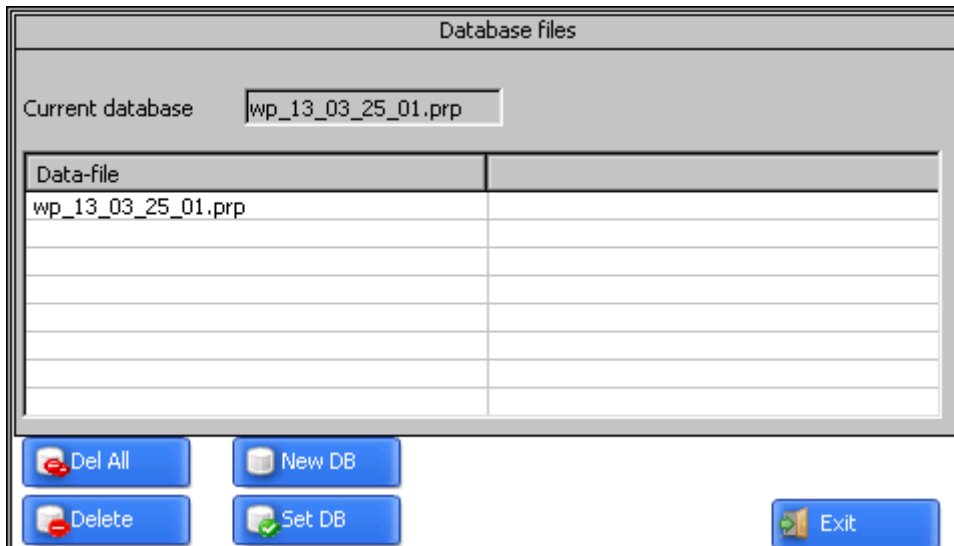 Database files
Current database wp_13_03_25_01.prp
Data-file
wp_13_03_25_01.prp
Del All New DB
Delete Set DB Exit